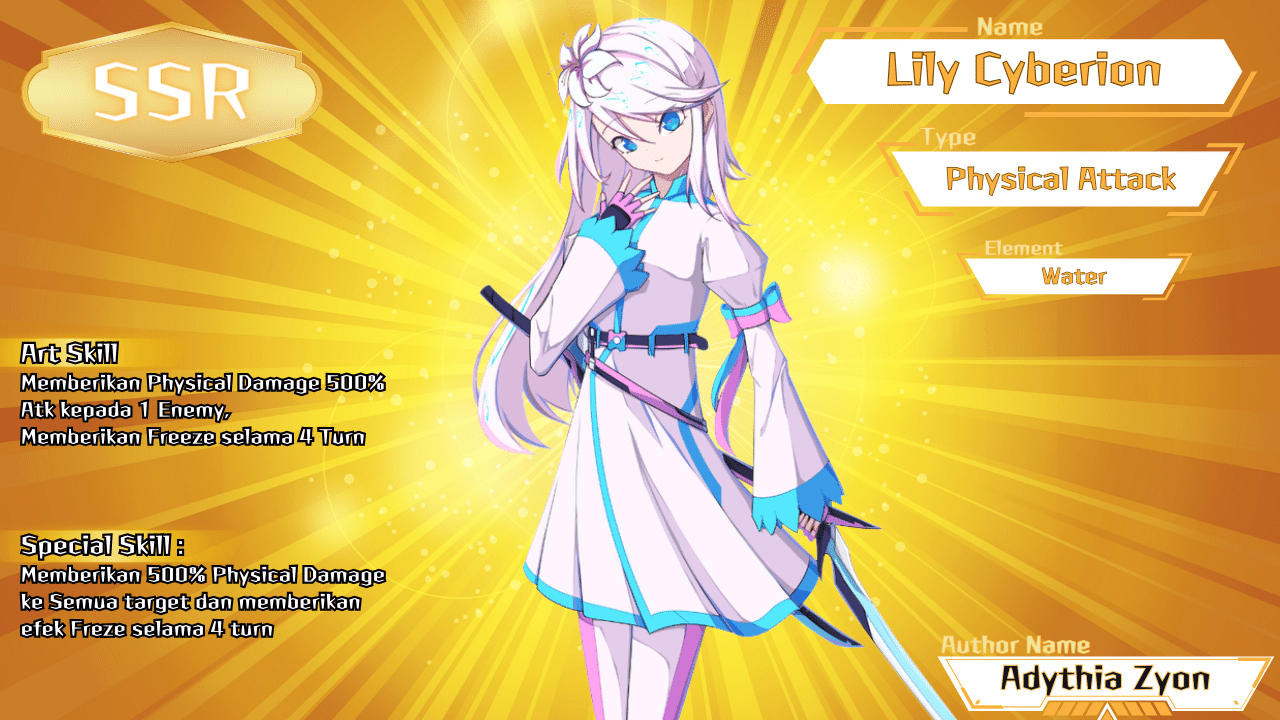 SSR
Name
Lily Cyberion
Type
Physical Attack
Element
Water
Art Skill
Memberikan Physical Damage 500%
Atk kepada 1 Enemy,
Memberikan Freeze selama 4 Turn
Special Skill :
Memberikan 500% Physical Damage
ke Semua target dan memberikan
efek Freze selama 4 turn
Author Name
Adythia Zyon